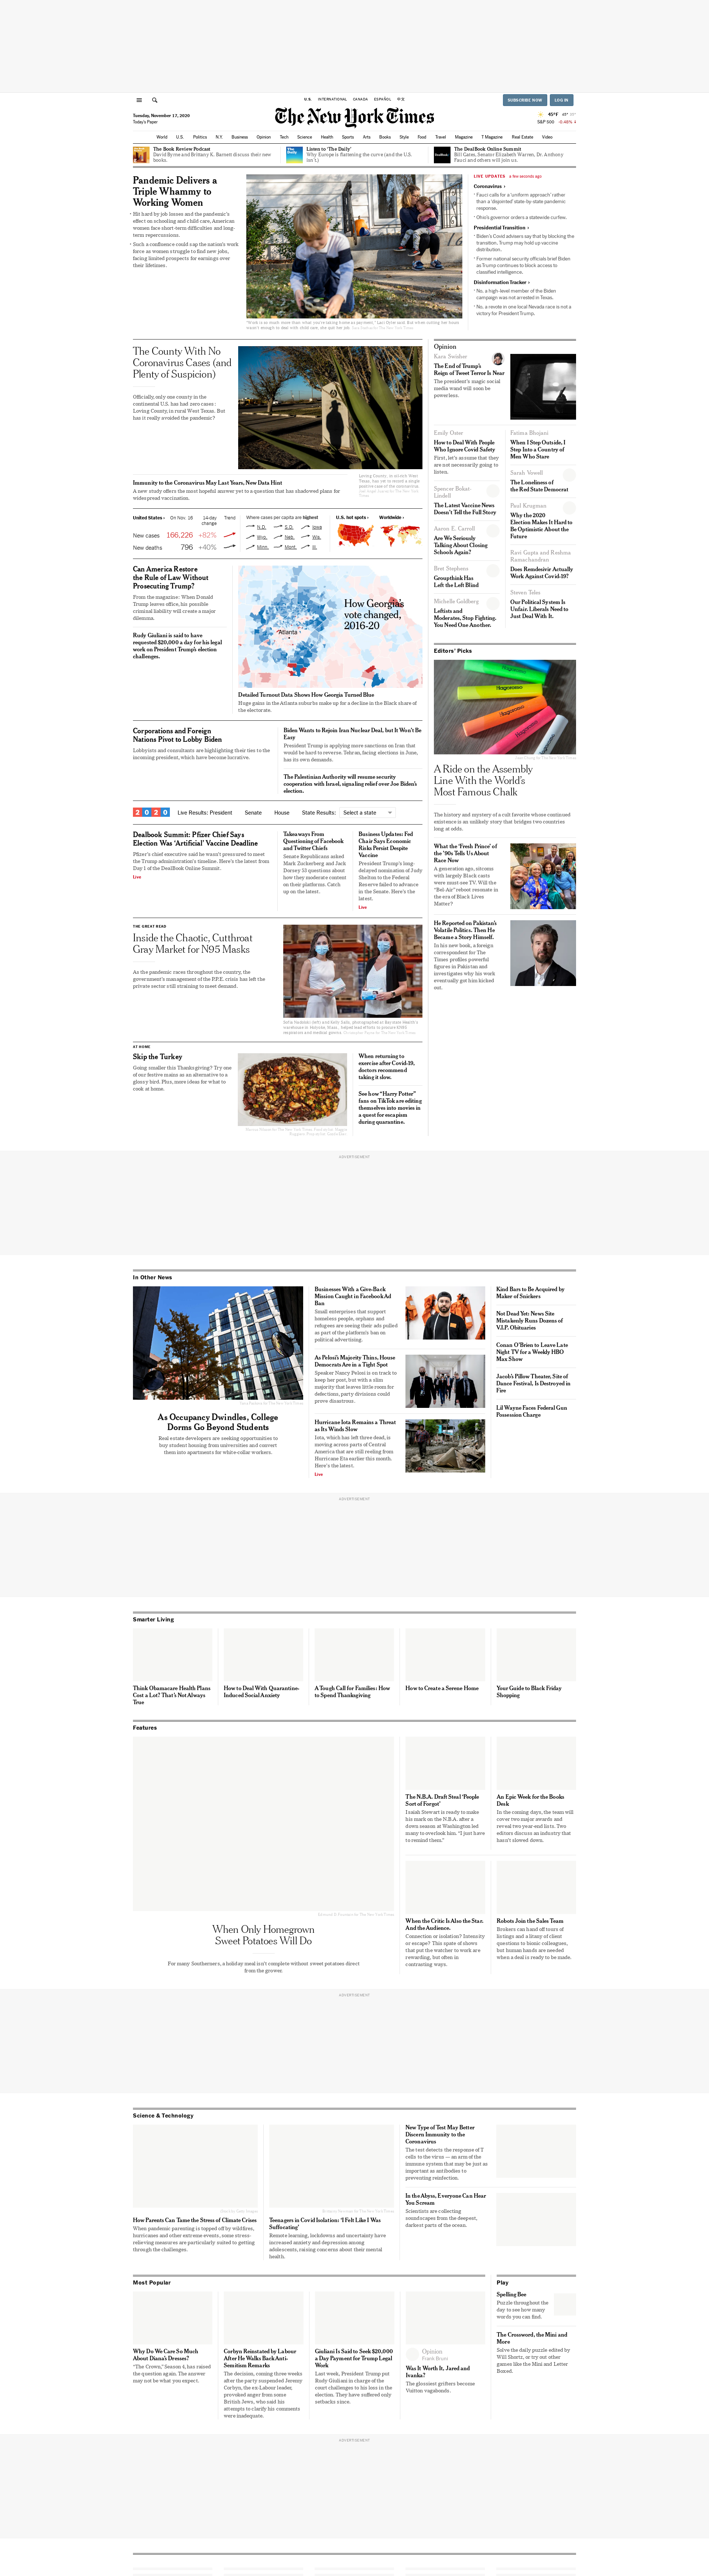 U.S. INTERNATIONAL CANADA ESPAÑOL 中文
SUBSCRIBE NOW LOG IN
Tuesday, November 17, 2020
Today's Paper
The New York Times
45°F
S&P 500 -0.48%
World U.S. Politics N.Y. Business Opinion Tech Science Health Sports Arts Books Style Food Travel Magazine T Magazine Real Estate Video
The Book Review Podcast
David Byrne and Brittany K. Barnett discuss their new
books.
Listen to 'The Daily'
Why Europe is flattening the curve (and the U.S.
isn't.)
The DealBook Online Summit
Bill Gates, Senator Elizabeth Warren, Dr. Anthony
Fauci and others will join us.
Pandemic Delivers a
Triple Whammy to
Working Women
Hit hard by job losses and the pandemic's
effect on schooling and child care, American
women face short-term difficulties and long-
term repercussions.
Such a confluence could sap the nation's work
force as women struggle to find new jobs,
facing limited prospects for earnings over
their lifetimes.
LIVE UPDATES a few seconds ago
Coronavirus ›
Fauci calls for a 'uniform approach' rather
than a 'disjointed' state-by-state pandemic
response.
Ohio's governor orders a statewide curfew.
Presidential Transition ›
Biden's Covid advisers say that by blocking the
transition, Trump may hold up vaccine
distribution.
Former national security officials brief Biden
as Trump continues to block access to
classified intelligence.
Disinformation Tracker ›
No, a high-level member of the Biden
campaign was not arrested in Texas.
No, a revote in one local Nevada race is not a
victory for President Trump.
The County With No
Coronavirus Cases (and
Plenty of Suspicion)
Officially, only one county in the
continental U.S. has had zero cases:
Loving County, in rural West Texas. But
has it really avoided the pandemic?
Immunity to the Coronavirus May Last Years, New Data Hint
A new study offers the most hopeful answer yet to a question that has shadowed plans for
wide-spread vaccination.
Loving County, in record West
Texas, has yet to record a single
positive case of the coronavirus.
United States › On Nov. 16 14-day
change Trend
New cases 166,226 +82%
New deaths 796 +40%
Where cases per capita are highest
N.D. S.D. Iowa
Wyo. Neb. Wis.
Minn. Mont. Ill.
U.S. hot spots › Worldwide ›
Can America Restore
the Rule of Law Without
Prosecuting Trump?
From the magazine: When Donald
Trump leaves office, his possible
criminal liability will create a major
dilemma.
Rudy Giuliani is said to have
requested $20,000 a day for his legal
work on President Trump's election
challenges.
How Georgia's
vote changed,
2016-20
Atlanta
Detailed Turnout Data Shows How Georgia Turned Blue
Huge gains in the Atlanta suburbs make up for a decline in the Black share of
the electorate.
Corporations and Foreign
Nations Pivot to Lobby Biden
Lobbyists and consultants are highlighting their ties to the
incoming president, which have become bipartisan.
Biden Wants to Rejoin Iran Nuclear Deal, but It Won't Be
Easy
President Trump is applying more sanctions on Iran that
would be hard to reverse. Tehran, facing elections in June,
has its own demands.
The Palestinian Authority will resume security
cooperation with Israel, signaling relief over Joe Biden's
election.
2020 Live Results: President Senate House State Results: Select a state
Dealbook Summit: Pfizer Chief Says
Election Was 'Artificial' Vaccine Deadline
Pfizer's chief executive said he wasn't pressured to meet
the Trump administration's timeline. Here's the latest from
Day 1 of the DealBook Online Summit.
Live
Takeaways From
Questioning of Facebook
and Twitter Chiefs
Senate Republicans asked
Mark Zuckerberg and Jack
Dorsey 53 questions about
how they moderate content
on their platforms. Catch
up on the latest.
Business Updates: Fed
Chair Says Economic
Risks Persist Despite
Vaccine
President Trump's long-
delayed nomination of Judy
Shelton to the Federal
Reserve failed to advance
in the Senate. Here's the
latest.
Live
THE GREAT READ
Inside the Chaotic, Cutthroat
Gray Market for N95 Masks
As the pandemic races throughout the country, the
government's management of the P.P.E. crisis has left the
private sector still straining to meet demand.
AT HOME
Skip the Turkey
Going smaller this Thanksgiving? Try one
of our festive mains as an alternative to a
glossy bird. Plus, more ideas for what to
cook at home.
When returning to
exercise after Covid-19,
doctors recommend
taking it slow.
See how "Harry Potter"
fans on TikTok are editing
themselves into movies in
a quest for escapism
during quarantine.
Opinion
Kara Swisher
The End of Trump's
Reign of Tweet Terror Is Near
The president's magic social
media wand will soon be
powerless.
Emily Oster
How to Deal With People
Who Ignore Covid Safety
First, let's assume that they
are not necessarily going to
listen.
Spencer Bokat-
Lindell
The Latest Vaccine News
Doesn't Tell the Full Story
Aaron E. Carroll
Are We Seriously
Talking About Closing
Schools Again?
Bret Stephens
Groupthink Has
Left the Left Blind
Michelle Goldberg
Leftists and
Moderates, Stop Fighting.
You Need One Another.
Fatima Bhojani
When I Step Outside, I
Step Into a Country of
Men Who Stare
Sarah Vowell
The Loneliness of
the Red State Democrat
Paul Krugman
Why the 2020
Election Makes It Hard to
Be Optimistic About the
Future
Ravi Gupta and Reshma
Ramachandran
Does Remdesivir Actually
Work Against Covid-19?
Steven Teles
Our Political System Is
Unfair. Liberals Need to
Just Deal With It.
Editors' Picks
A Ride on the Assembly
Line With the World's
Most Famous Chalk
The history and mystery of a cult favorite whose continued
existence is an unlikely story that bridges two countries
long at odds.
What the 'Fresh Prince' of
the '90s Tells Us About
Race Now
A generation ago, sitcoms
with largely Black casts
were must-see TV. Will the
"Bel-Air" reboot resonate in
the era of Black Lives
Matter?
He Reported on Pakistan's
Volatile Politics, Then He
Became a Story Himself.
In his new book, a foreign
correspondent for The
Times profiles powerful
figures in Pakistan and
investigates why his work
eventually got him kicked
out.
ADVERTISEMENT
In Other News
As Occupancy Dwindles, College
Dorms Go Beyond Students
Real estate developers are seeking opportunities to
buy student housing from universities and convert
them into apartments for white-collar workers.
Businesses With a Give-Back
Mission Caught in Facebook Ad
Ban
Small enterprises that support
homeless people, orphans and
refugees are seeing their ads pulled
as part of the platform's ban on
political advertising.
As Pelosi's Majority Thins, House
Democrats Are in a Tight Spot
Speaker Nancy Pelosi is on track to
keep her post, but with a slim
majority that leaves little room for
defections, party divisions could
prove disastrous.
Hurricane Iota Remains a Threat
as Its Winds Slow
Iota, which has left three dead, is
moving across parts of Central
America that are still reeling from
Hurricane Eta earlier this month.
Here's the latest.
Live
Kind Bars to Be Acquired by
Maker of Snickers
Not Dead Yet: News Site
Mistakenly Runs Dozens of
V.I.P. Obituaries
Conan O'Brien to Leave Late
Night TV for a Weekly HBO
Max Show
Jacob's Pillow Theater, Site of
Dance Festival, Is Destroyed in
Fire
Lil Wayne Faces Federal Gun
Possession Charge
ADVERTISEMENT
Smarter Living
Think Obamacare Health Plans
Cost a Lot? That's Not Always
True
How to Deal With Quarantine-
Induced Social Anxiety
A Tough Call for Families: How
to Spend Thanksgiving
How to Create a Serene Home
Your Guide to Black Friday
Shopping
Features
When Only Homegrown
Sweet Potatoes Will Do
For many Southerners, a holiday meal isn't complete without sweet potatoes direct
from the grower.
The N.B.A. Draft Steal 'People
Sort of Forgot'
Isaiah Stewart is ready to make
his mark on the N.B.A. after a
down season at Washington led
many to overlook him. "I just have
to remind them."
An Epic Week for the Books
Desk
In the coming days, the team will
cover two major awards and
reveal two year-end lists. Two
editors discuss an industry that
hasn't slowed down.
When the Critic Is Also the Star.
And the Audience.
Connection or isolation? Intensity
or escape? This spate of shows
that put the watcher to work are
rewarding, but often in
contrasting ways.
Robots Join the Sales Team
Brokers can hand off tours of
listings and a litany of client
questions to bionic colleagues,
but human hands are needed
when a deal is ready to be made.
ADVERTISEMENT
Science & Technology
How Parents Can Tame the Stress of Climate Crises
When pandemic parenting is topped off by wildfires,
hurricanes and other extreme events, some stress-
relieving measures are particularly suited to getting
through the challenges.
Teenagers in Covid Isolation: 'I Felt Like I Was
Suffocating'
Remote learning, lockdowns and uncertainty have
increased anxiety and depression among
adolescents, raising concerns about their mental
health.
New Type of Test May Better
Discern Immunity to the
Coronavirus
The test detects the response of T
cells to the virus — an arm of the
immune system that may be just as
important as antibodies to
preventing reinfection.
In the Abyss, Everyone Can Hear
You Scream
Scientists are collecting
soundscapes from the deepest,
darkest parts of the ocean.
Most Popular
Why Do We Care So Much
About Diana's Dresses?
"The Crown," Season 4, has raised
the question again. The answer
may not be what you expect.
Corbyn Reinstated by Labour
After He Walks Back Anti-
Semitism Remarks
The decision, coming three weeks
after the party suspended Jeremy
Corbyn, the ex-Labour leader,
provoked anger from some
British Jews, who said his
attempts to clarify his comments
were inadequate.
Giuliani Is Said to Seek $20,000
a Day Payment for Trump Legal
Work
Last week, President Trump put
Rudy Giuliani in charge of the
court challenges to his loss in the
election. They have suffered only
setbacks since.
Opinion
Frank Bruni
Was It Worth It, Jared and
Ivanka?
The glossiest grifters become
Vuitton vagabonds.
Play
Spelling Bee
Puzzle throughout the
day to see how many
words you can find.
The Crossword, the Mini and
More
Solve the daily puzzle edited by
Will Shortz, or try out other
games like the Mini and Letter
Boxed.
ADVERTISEMENT